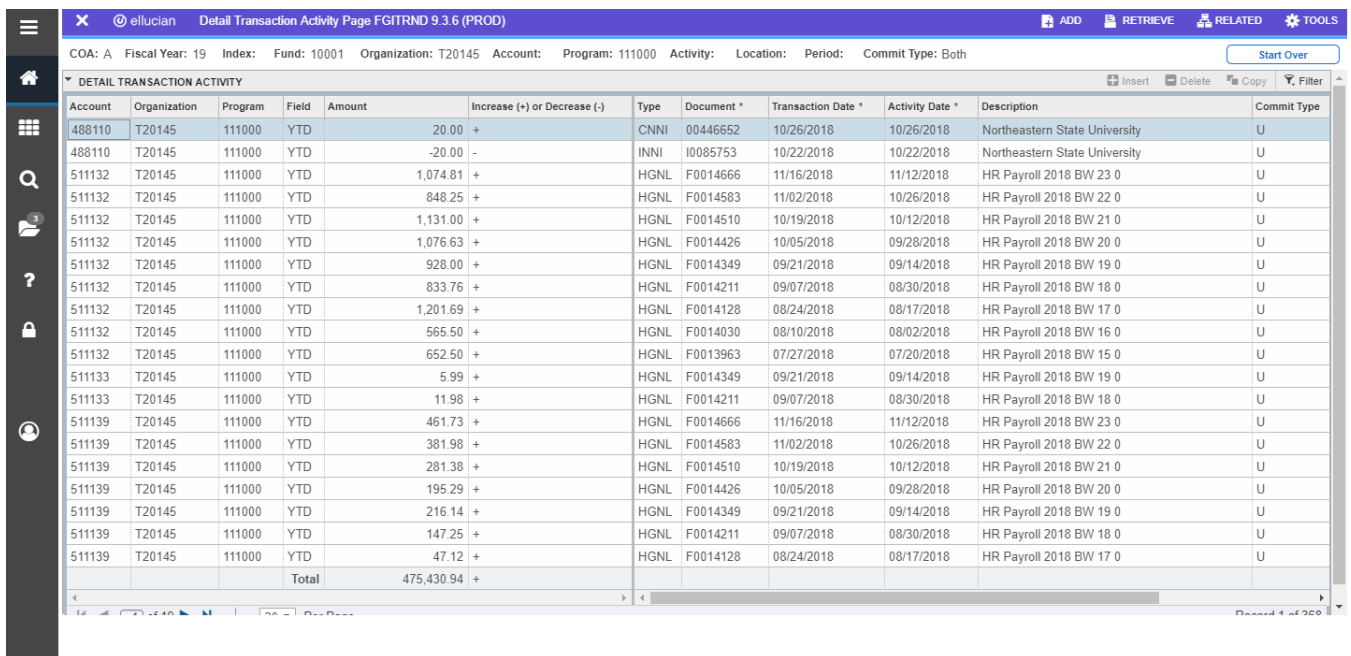 ellucian Detail Transaction Activity Page FGITRND 9.3.6 (PROD) ADD RETRIEVE RELATED TOOLS
COA: A Fiscal Year: 19 Index: Fund: 10001 Organization: T20145 Account: Program: 111000 Activity: Location: Period: Commit Type: Both Start Over
DETAIL TRANSACTION ACTIVITY Insert Delete Copy Filter
Account Organization Program Field Amount Increase (+) or Decrease (-) Type Document * Transaction Date * Activity Date * Description Commit Type
488110 T20145 111000 YTD 20.00 + CNNI 00446652 10/26/2018 10/26/2018 Northeastern State University U
488110 T20145 111000 YTD -20.00 - INNI I0085753 10/22/2018 10/22/2018 Northeastern State University U
511132 T20145 111000 YTD 1,074.81 + HGNL F0014666 11/16/2018 11/12/2018 HR Payroll 2018 BW 23 0 U
511132 T20145 111000 YTD 848.25 + HGNL F0014583 11/02/2018 10/26/2018 HR Payroll 2018 BW 22 0 U
511132 T20145 111000 YTD 1,131.00 + HGNL F0014510 10/19/2018 10/12/2018 HR Payroll 2018 BW 21 0 U
511132 T20145 111000 YTD 1,076.63 + HGNL F0014426 10/05/2018 09/28/2018 HR Payroll 2018 BW 20 0 U
3
511132 T20145 111000 YTD 928.00 + HGNL F0014349 09/21/2018 09/14/2018 HR Payroll 2018 BW 19 0 U
511132 T20145 111000 YTD 833.76 + HGNL F0014211 09/07/2018 08/30/2018 HR Payroll 2018 BW 18 0 U
511132 T20145 111000 YTD 1,201.69 + HGNL F0014128 08/24/2018 08/17/2018 HR Payroll 2018 BW 17 0 U
511132 T20145 111000 YTD 565.50 + HGNL F0014030 08/10/2018 08/02/2018 HR Payroll 2018 BW 16 0 U
511132 T20145 111000 YTD 652.50 + HGNL F0013963 07/27/2018 07/20/2018 HR Payroll 2018 BW 15 0 U
511133 T20145 111000 YTD 5.99 + HGNL F0014349 09/21/2018 09/14/2018 HR Payroll 2018 BW 19 0 U
511133 T20145 111000 YTD 11.98 + HGNL F0014211 09/07/2018 08/30/2018 HR Payroll 2018 BW 18 0 U
511139 T20145 111000 YTD 461.73 + HGNL F0014666 11/16/2018 11/12/2018 HR Payroll 2018 BW 23 0 U
511139 T20145 111000 YTD 381.98 + HGNL F0014583 11/02/2018 10/26/2018 HR Payroll 2018 BW 22 0 U
511139 T20145 111000 YTD 281.38 + HGNL F0014510 10/19/2018 10/12/2018 HR Payroll 2018 BW 21 0 U
511139 T20145 111000 YTD 195.29 + HGNL F0014426 10/05/2018 09/28/2018 HR Payroll 2018 BW 20 0 U
511139 T20145 111000 YTD 216.14 + HGNL F0014349 09/21/2018 09/14/2018 HR Payroll 2018 BW 19 0 U
511139 T20145 111000 YTD 147.25 + HGNL F0014211 09/07/2018 08/30/2018 HR Payroll 2018 BW 18 0 U
511139 T20145 111000 YTD 47.12 + HGNL F0014128 08/24/2018 08/17/2018 HR Payroll 2018 BW 17 0 U
Total 475,430.94 +
of 19 Per Page Record 1 of 368